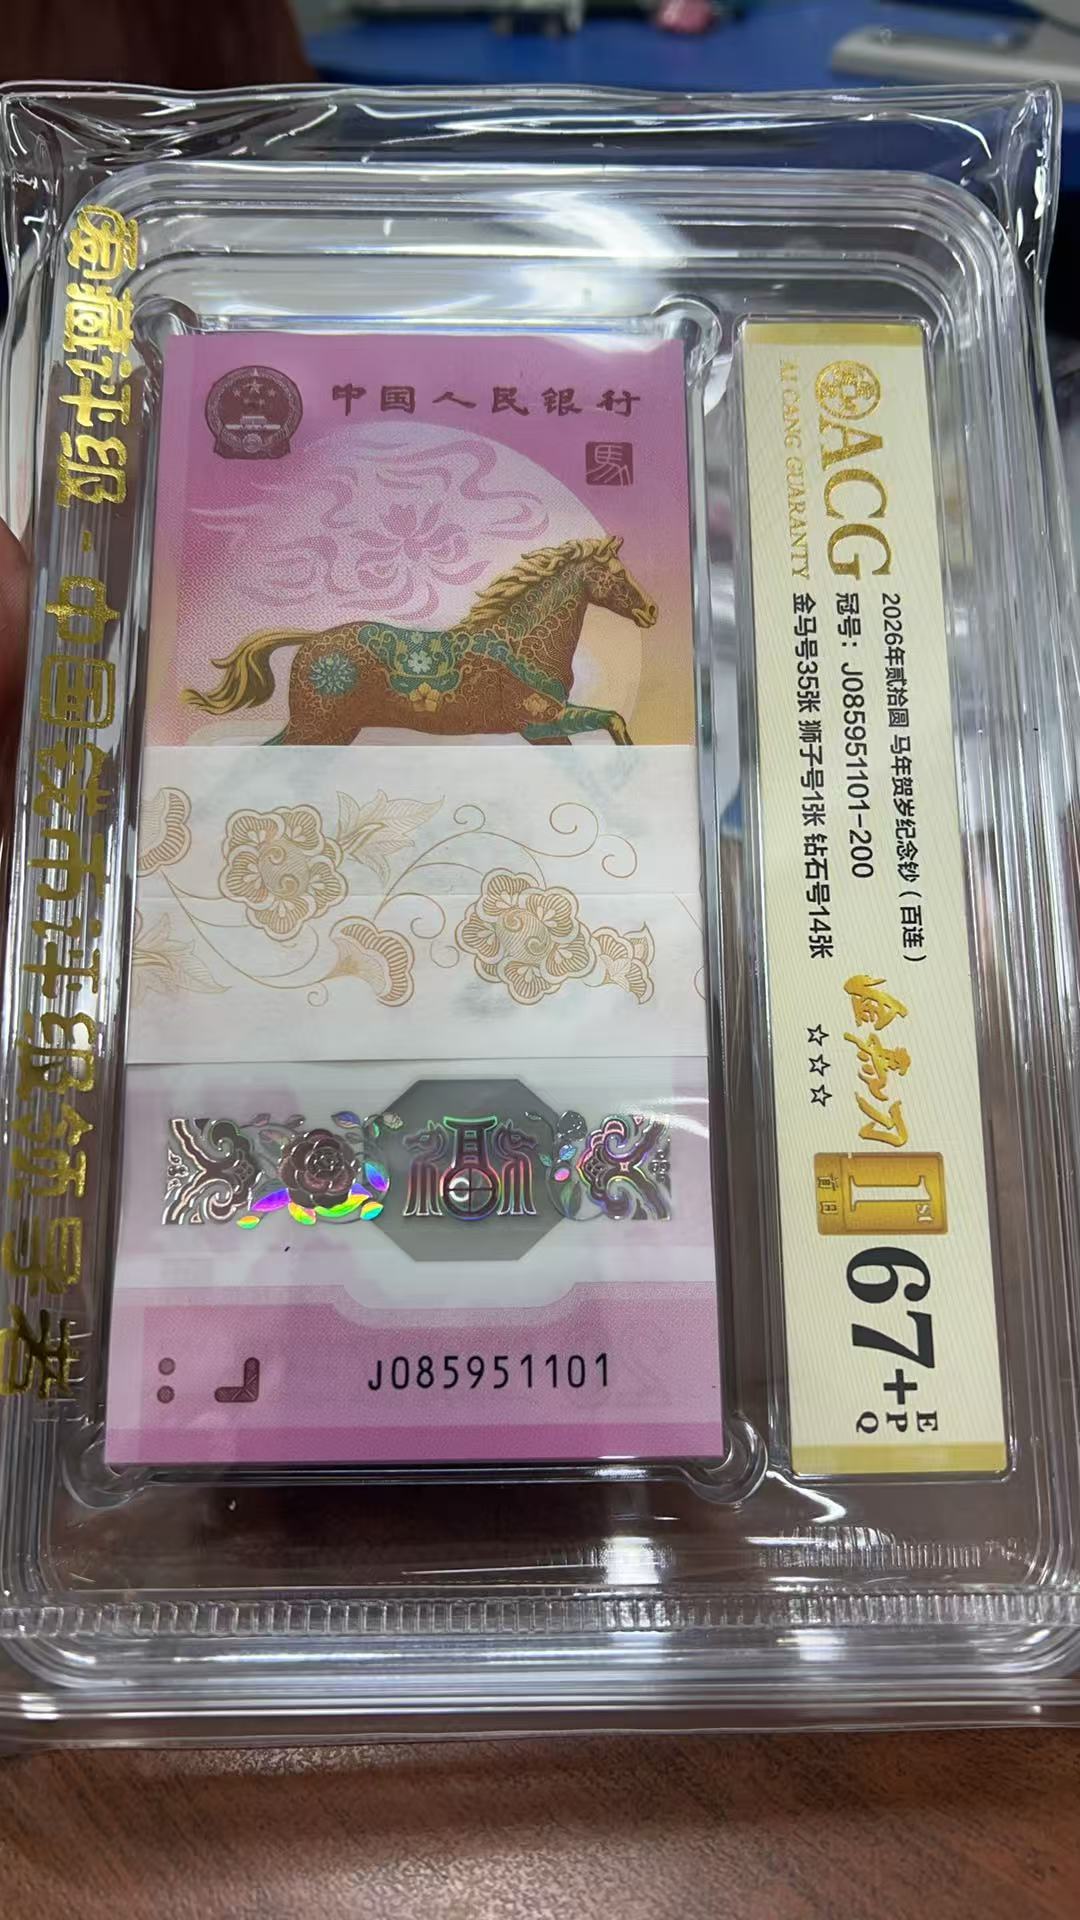 爱藏评级 - 中国钱币评级领导者
中国人民银行
馬
J085951101
ACG
AI CANG GUARANTY
2026年贰拾圆 马年贺岁纪念钞（百连）
冠号：J085951101-200
金马号35张 狮子号1张 钻石号14张
☆☆☆
1st
首日
67+
E
P
Q